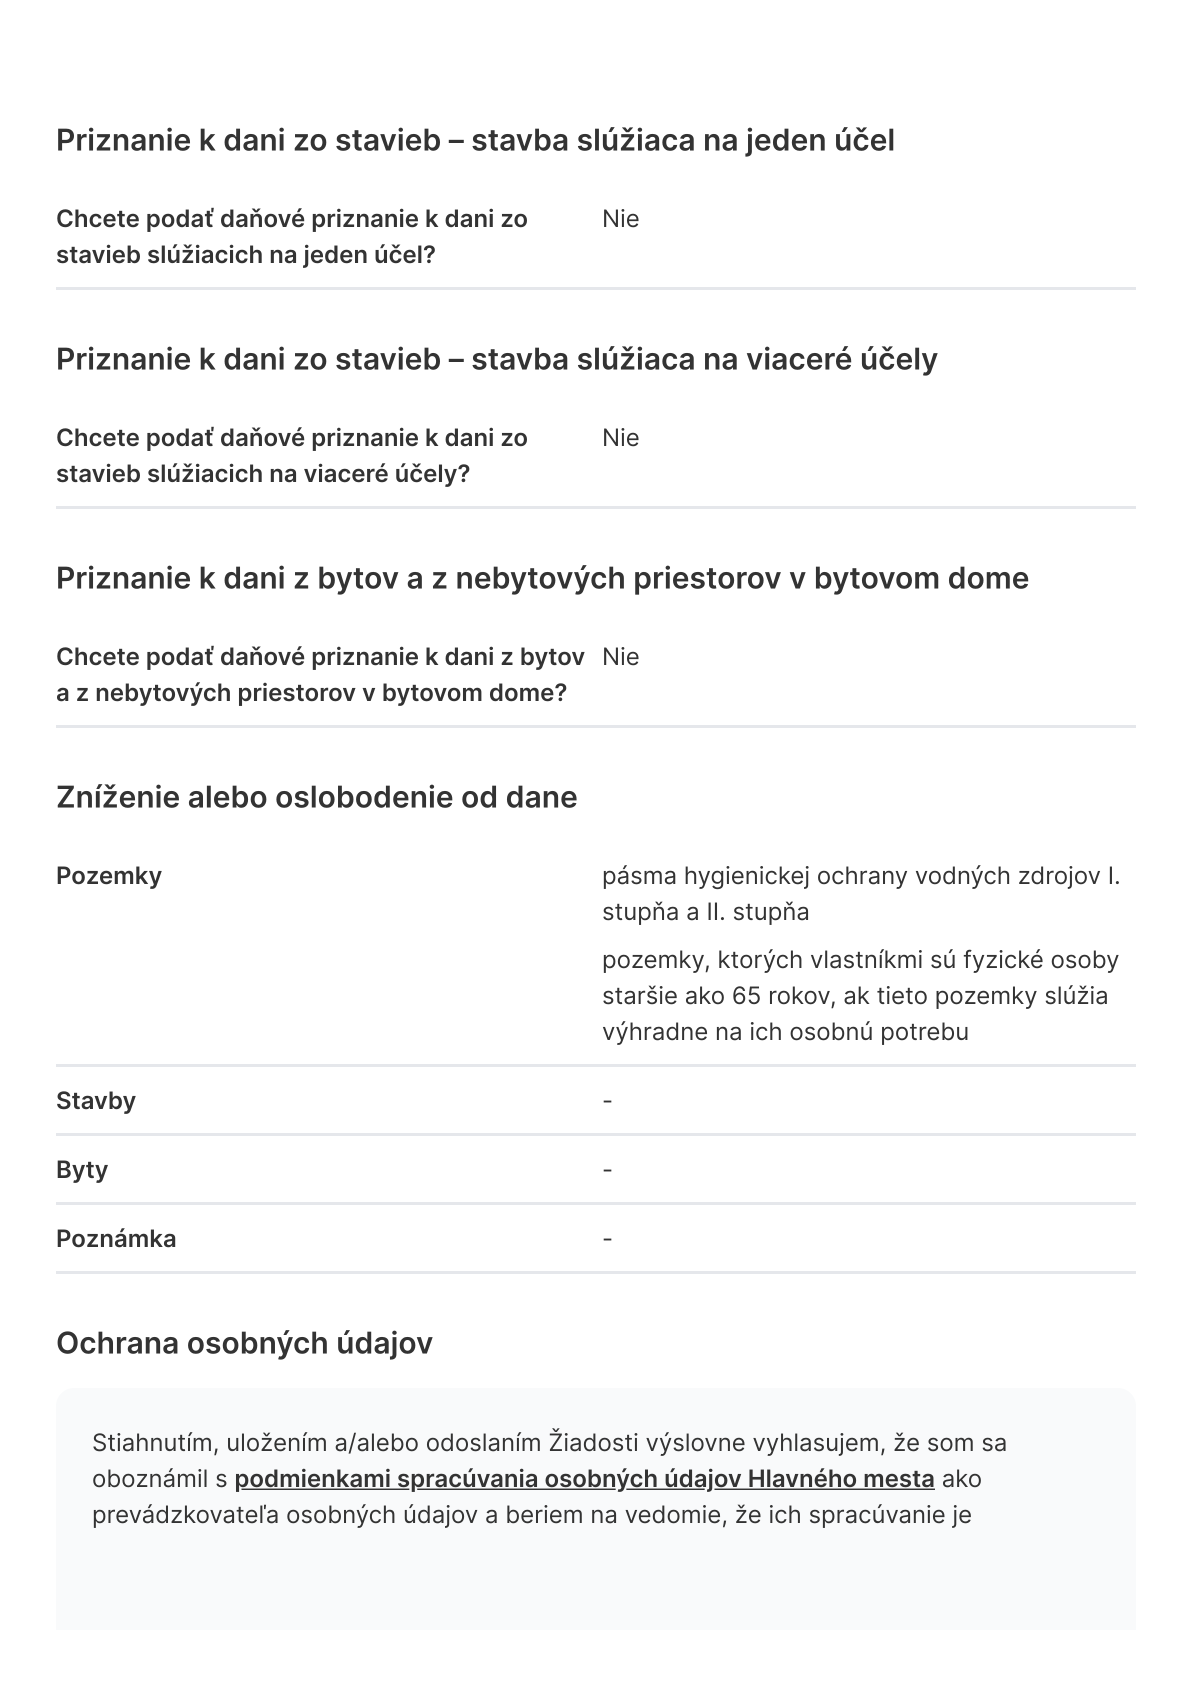 Priznanie k dani zo stavieb – stavba slúžiaca na jeden účel
Chcete podať daňové priznanie k dani zo Nie
stavieb slúžiacich na jeden účel?
Priznanie k dani zo stavieb – stavba slúžiaca na viaceré účely
Chcete podať daňové priznanie k dani zo Nie
stavieb slúžiacich na viaceré účely?
Priznanie k dani z bytov a z nebytových priestorov v bytovom dome
Chcete podať daňové priznanie k dani z bytov Nie
a z nebytových priestorov v bytovom dome?
Zníženie alebo oslobodenie od dane
Pozemky pásma hygienickej ochrany vodných zdrojov I.
stupňa a II. stupňa
pozemky, ktorých vlastníkmi sú fyzické osoby
staršie ako 65 rokov, ak tieto pozemky slúžia
výhradne na ich osobnú potrebu
Stavby -
Byty -
Poznámka -
Ochrana osobných údajov
Stiahnutím, uložením a/alebo odoslaním Žiadosti výslovne vyhlasujem, že som sa
oboznámil s podmienkami spracúvania osobných údajov Hlavného mesta ako
prevádzkovateľa osobných údajov a beriem na vedomie, že ich spracúvanie je